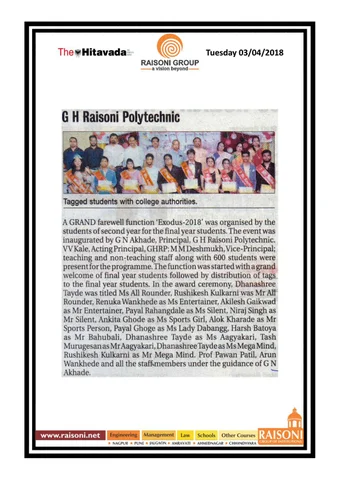 The Hitavada
RAISONI GROUP
a vision beyond
Tuesday 03/04/2018
G H Raisoni Polytechnic
Tagged students with college authorities.
A GRAND farewell function 'Exodus-2018' was organised by the
students of second year for the final year students. The event was
inaugurated by G N Akhade, Principal, G H Raisoni Polytechnic.
V V Kale, Acting Principal, GHRP; M M Deshmukh, Vice-Principal;
teaching and non-teaching staff along with 600 students were
present for the programme. The function was started with a grand
welcome of final year students followed by distribution of tags
to the final year students. In the award ceremony, Dhanashree
Tayde was titled Ms All Rounder, Rushikesh Kulkarni was Mr All
Rounder, Renuka Wankhede as Ms Entertainer, Akilesh Gaikwad
as Mr Entertainer, Payal Rahangdale as Ms Silent, Niraj Singh as
Mr Silent, Ankita Ghode as Ms Sports Girl, Alok Kharade as Mr
Sports Person, Payal Ghoge as Ms Lady Dabangg, Harsh Batoya
as Mr Bahubali, Dhanashree Tayde as Ms Aagyakari, Tash
Murugesan as Mr Aagyakari, Dhanashree Tayde as Ms Mega Mind,
Rushikesh Kulkarni as Mr Mega Mind. Prof Pawan Patil, Arun
Wankhede and all the staff members under the guidance of G N
Akhade.
www.raisoni.net
Engineering Management Law Schools Other Courses
RAISONI
NAGPUR PUNE JALGAON AMRAVATI AHMEDNAGAR CHHINDWARA